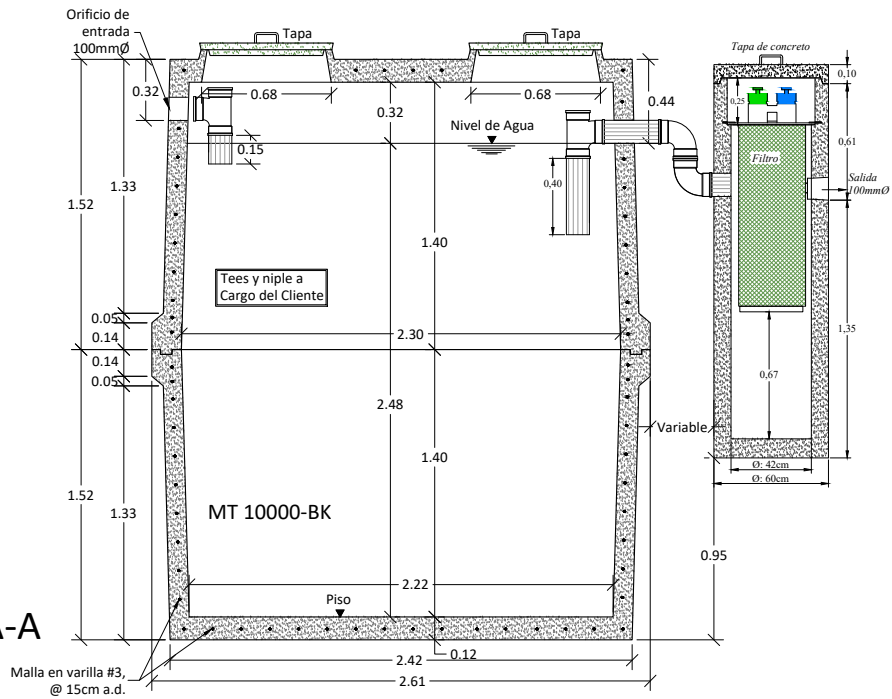 Orificio de
entrada
100mmØ
Tapa
Tapa
Tapa de concreto
0.32
0.68
0.32
0.68
0.44
0,10
0,25
0.15
Nivel de Agua
0,61
1.33
0,40
Filtro
Salida
100mmØ
1.52
1.40
Tees y niple a
Cargo del Cliente
0.05
0.14
2.30
1,35
0.14
0.05
0,67
2.48
Variable
1.40
Ø: 42cm
Ø: 60cm
1.52
1.33
MT 10000-BK
0.95
2.22
Piso
A-A
0.12
Malla en varilla #3,
@ 15cm a.d.
2.42
2.61